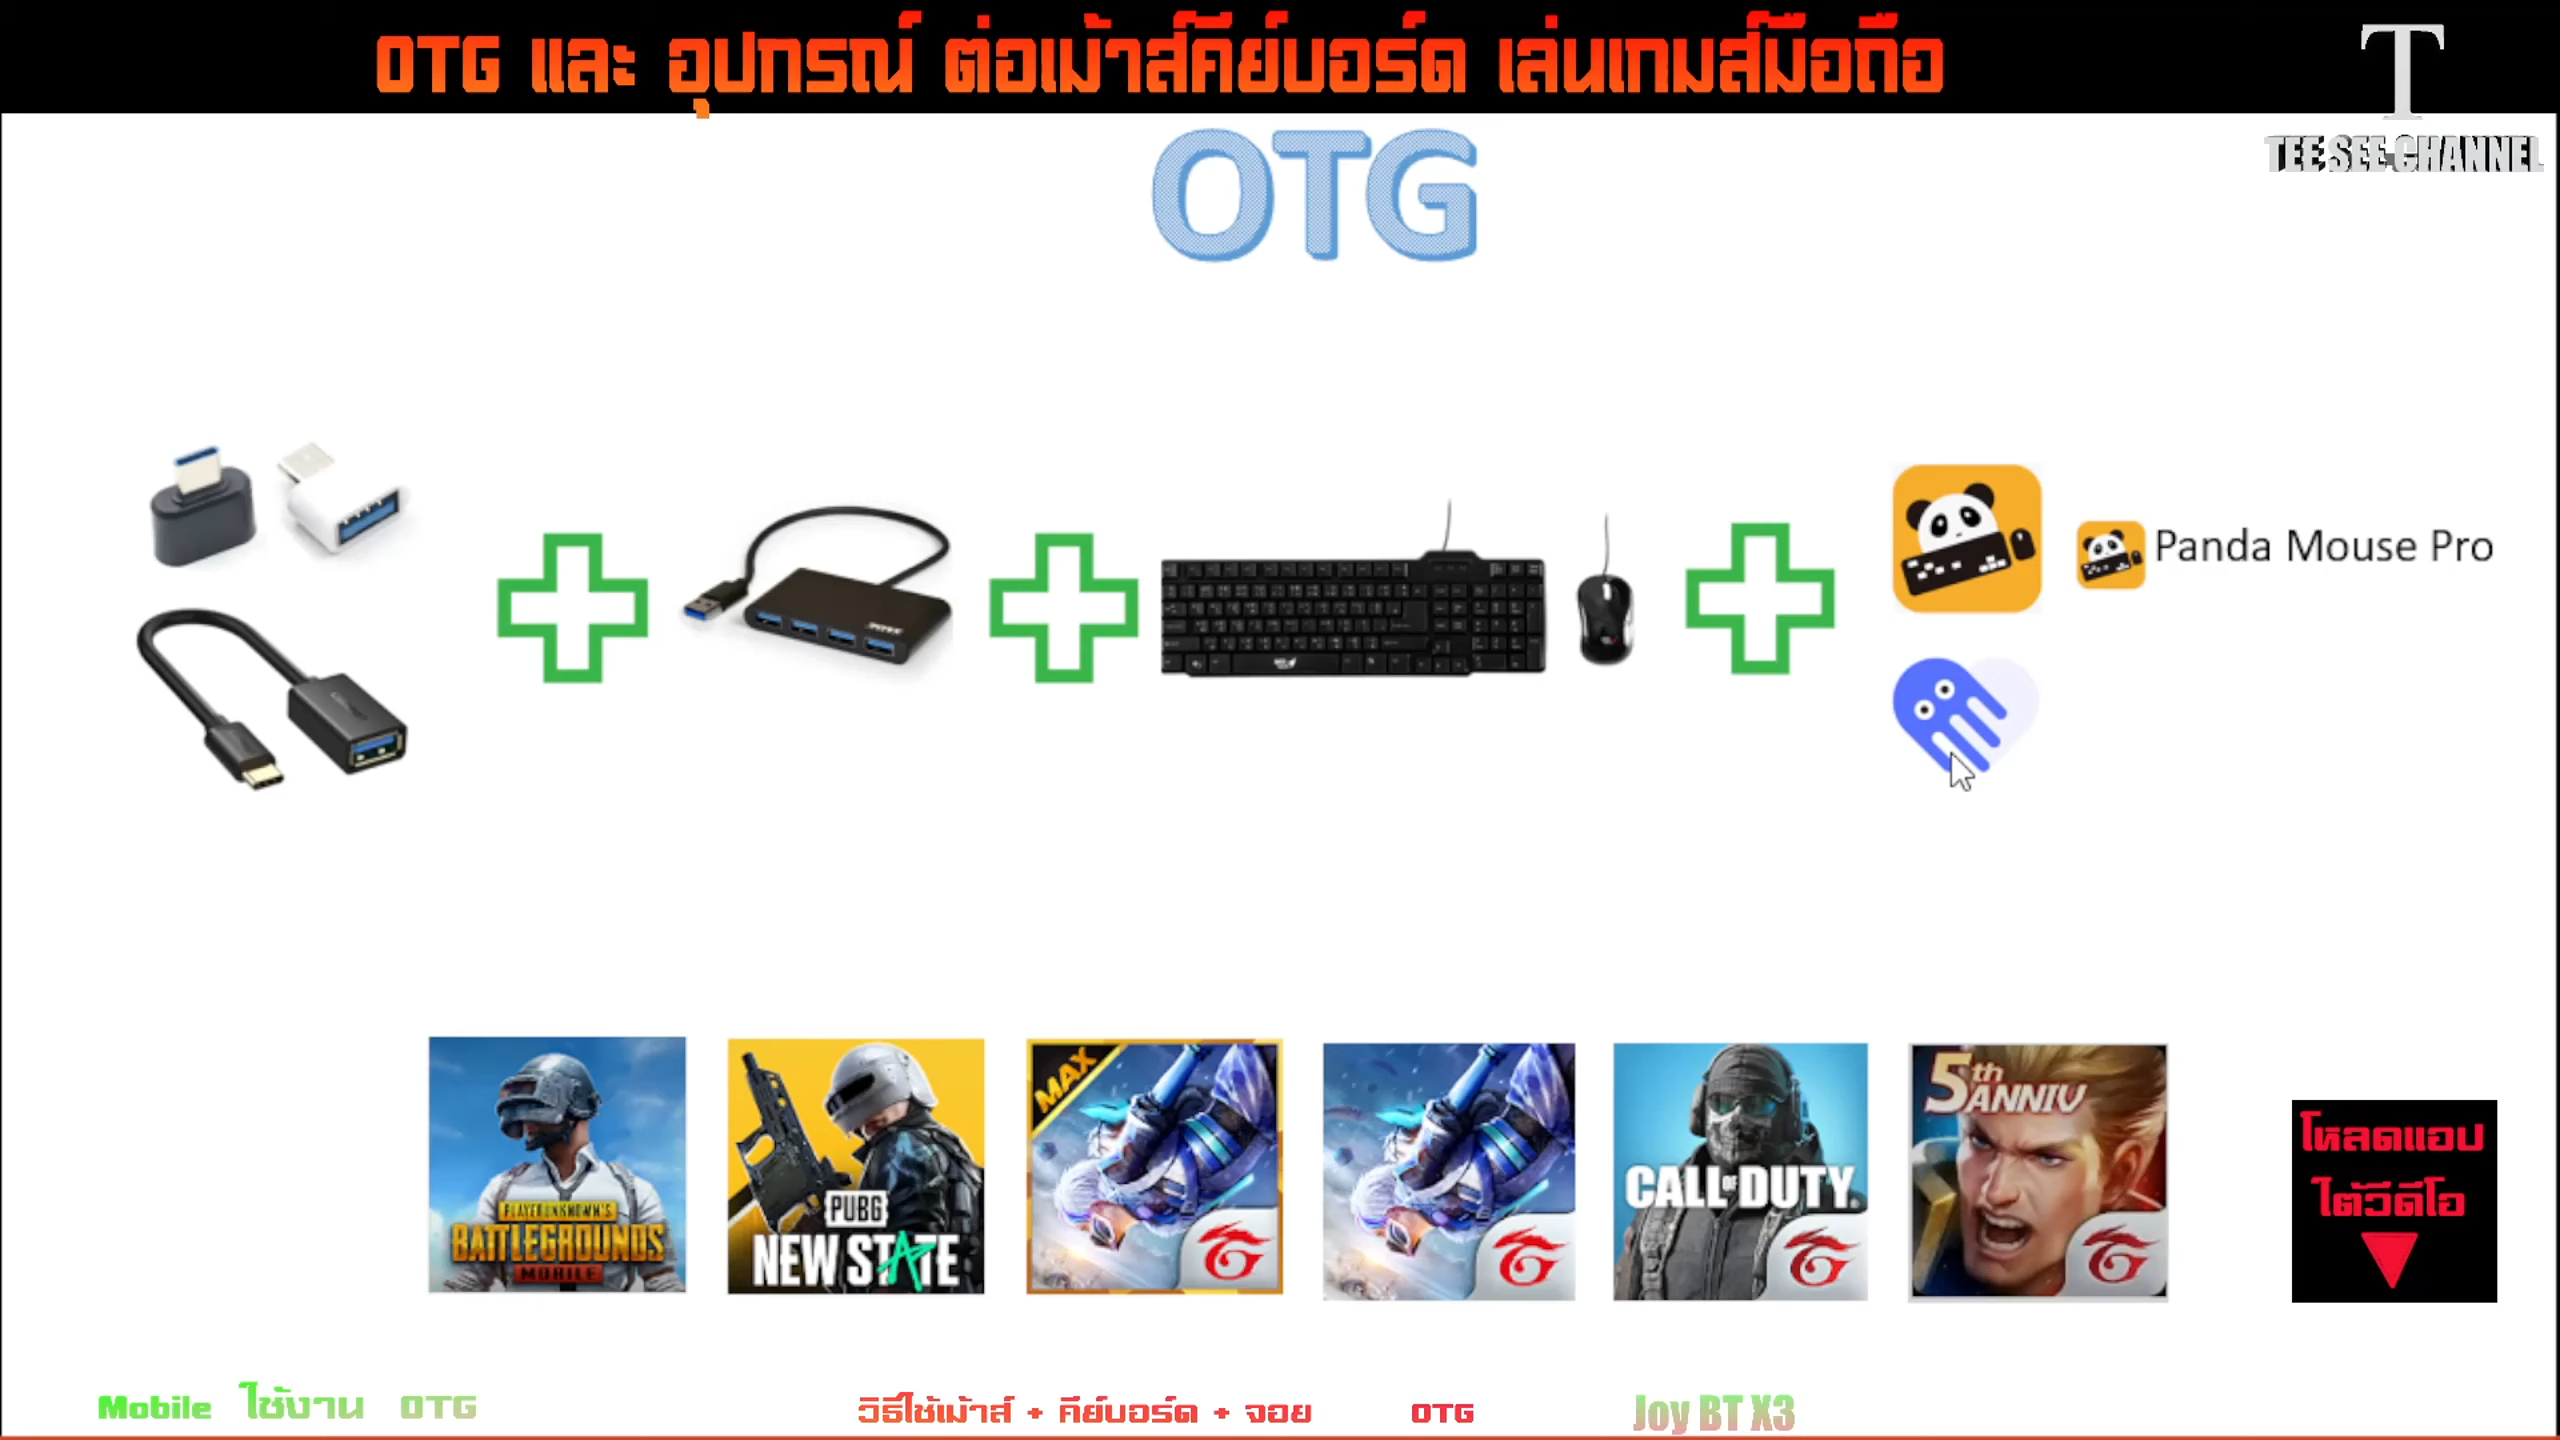 OTG และ อุปกรณ์ ต่อเม้าส์คีย์บอร์ด เล่นเกมส์มือถือ
T
TEE SEE CHANNEL
OTG
Panda Mouse Pro
PLAYERUNKNOWN'S
BATTLEGROUNDS
MOBILE
PUBG
NEW STATE
MAX
CALL OF DUTY
5th
ANNIV
โหลดแอป
ใต้วีดีโอ
Mobile ใช้งาน OTG
วิธีใช้เม้าส์ + คีย์บอร์ด + จอย OTG
Joy BT X3